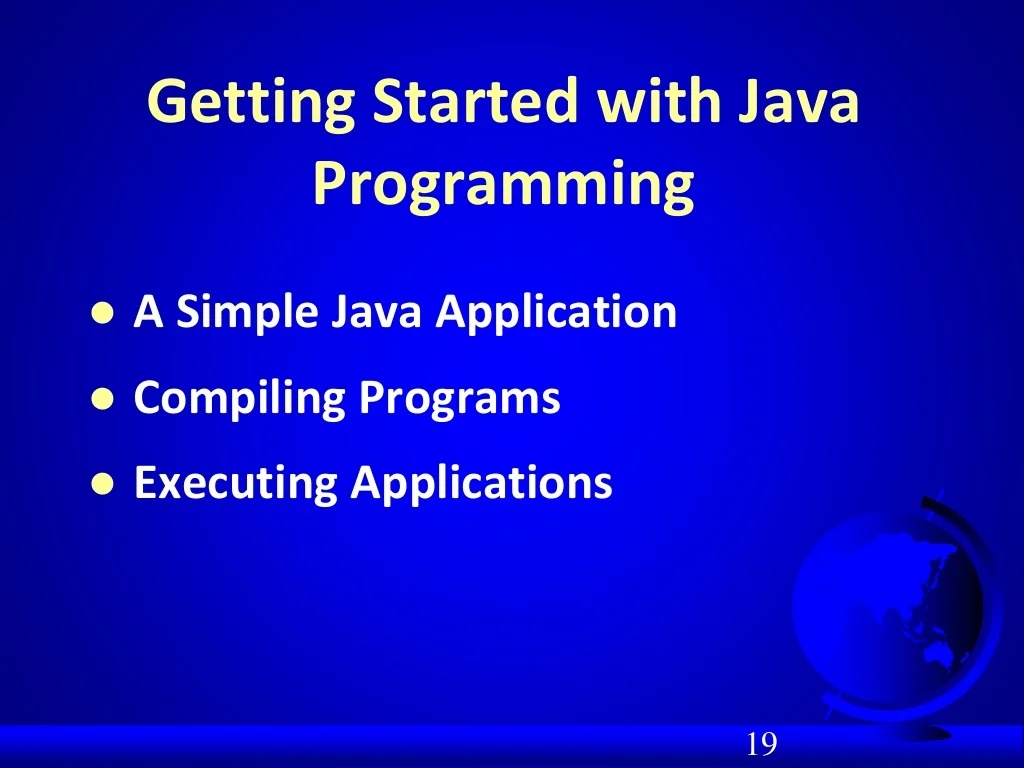 Getting Started with Java
Programming
● A Simple Java Application
● Compiling Programs
● Executing Applications
19